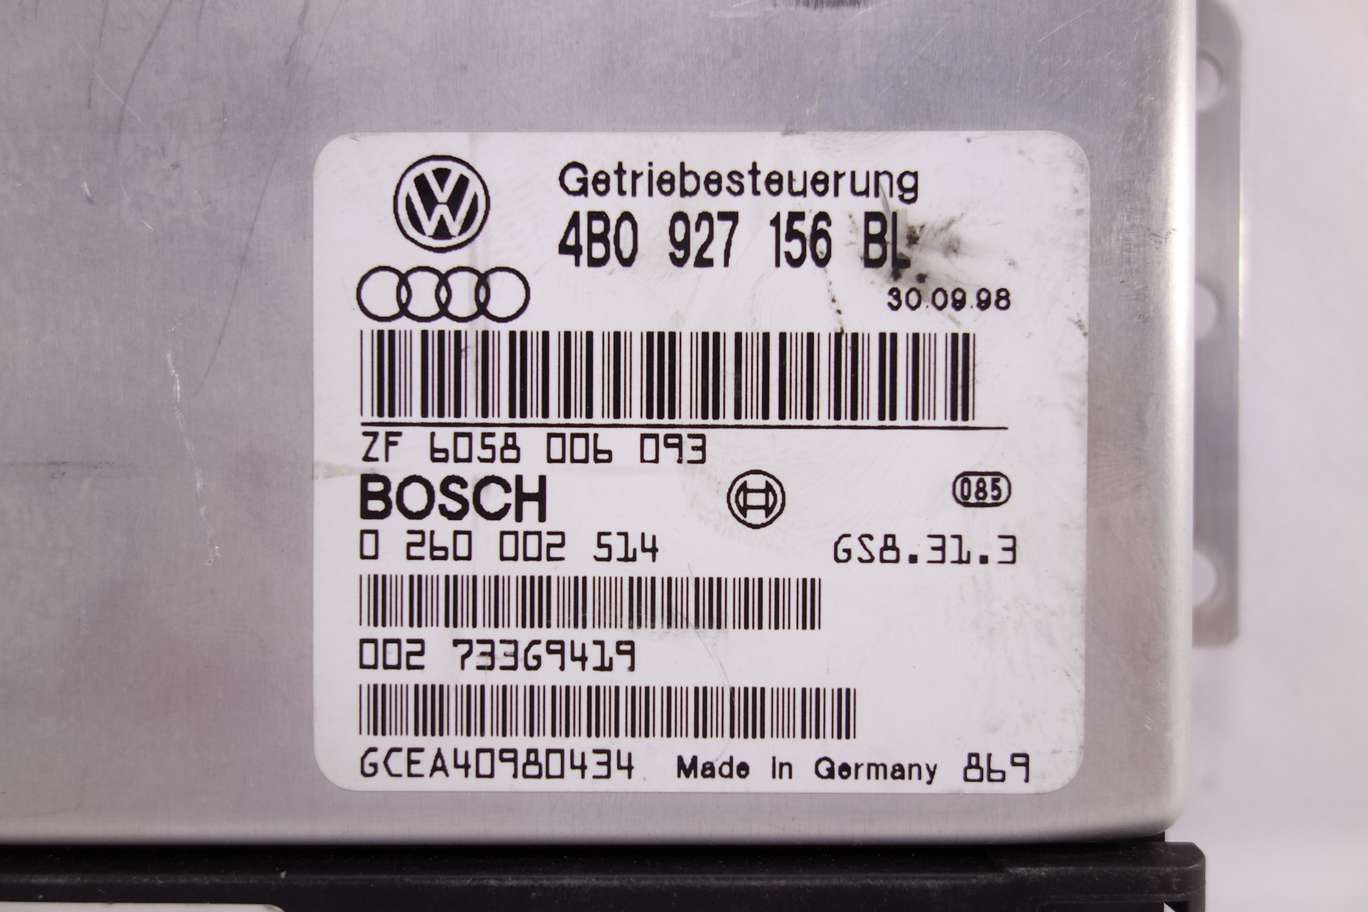 Getriebesteuerung
4B0 927 156 BL
30.09.98
ZF 6058 006 093
BOSCH
085
0 260 002 514 GS8.31.3
002 73369419
GCEA40980434 Made in Germany 869